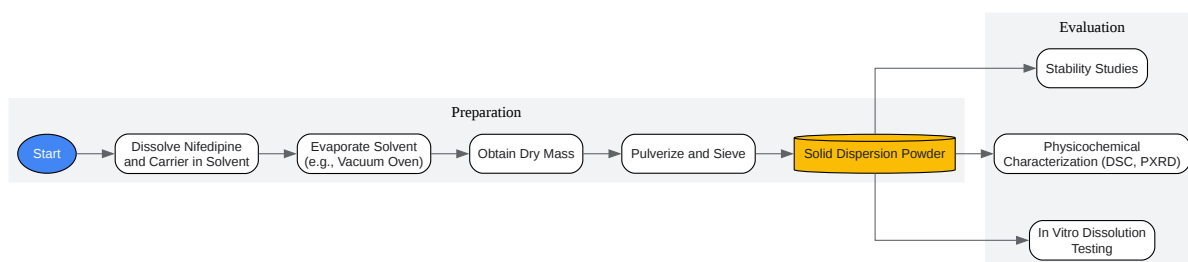 Preparation
Start
Dissolve Nifedipine
and Carrier in Solvent
Evaporate Solvent
(e.g., Vacuum Oven)
Obtain Dry Mass
Pulverize and Sieve
Solid Dispersion Powder
Evaluation
Stability Studies
Physicochemical
Characterization (DSC, PXRD)
In Vitro Dissolution
Testing